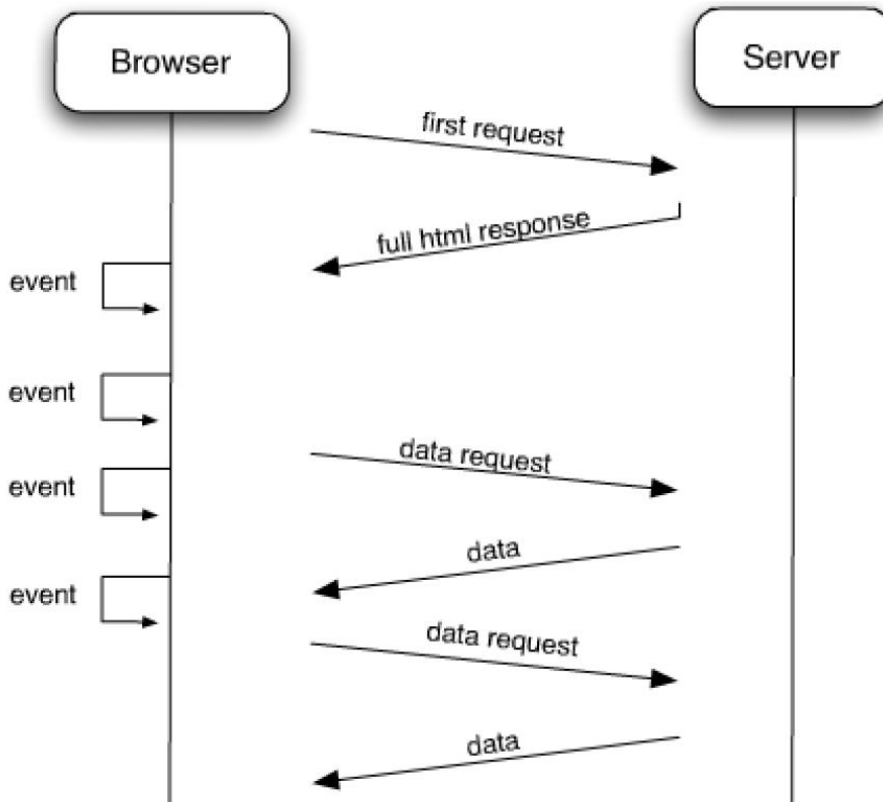 Browser
Server
first request
full html response
event
event
data request
event
data
event
data request
data